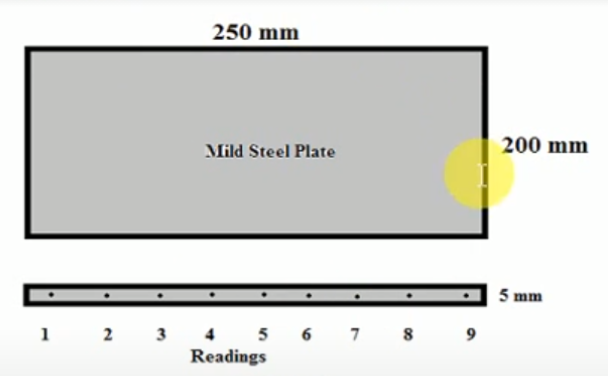 250 mm
Mild Steel Plate
200 mm
5 mm
1 2 3 4 5 6 7 8 9
Readings